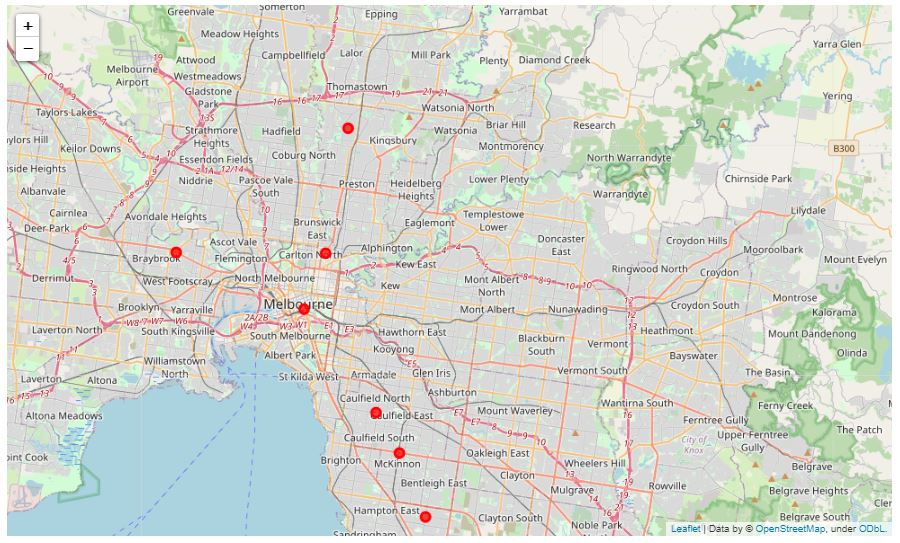 Greenvale
Somerton
Epping
Yarrambat
Meadow Heights
+
−
Attwood
Campbellfield
Lalor
Mill Park
Plenty
Diamond Creek
Yarra Glen
Melbourne
Airport
Westmeadows
Gladstone
Park
Thomastown
Yering
Taylors Lakes
Watsonia North
Strathmore
Heights
Hadfield
Kingsbury
Watsonia
Briar Hill
Research
Keilor Downs
Essendon Fields
Coburg North
Montmorency
B300
Niddrie
Pascoe Vale
South
Preston
Heidelberg
Heights
Lower Plenty
North Warrandyte
Chirnside Park
Albanvale
Warrandyte
Cairnlea
Deer Park
Avondale Heights
Brunswick
East
Eaglemont
Templestowe
Lower
Lilydale
Braybrook
Ascot Vale
Flemington
Carlton North
Alphington
Doncaster
East
Croydon Hills
Mooroolbark
Kew East
Ringwood North
Croydon
Mount Evelyn
Derrimut
West Footscray
North Melbourne
Kew
Mont Albert
North
Brooklyn
Yarraville
Melbourne
Mont Albert
Nunawading
Croydon South
Montrose
Kalorama
Laverton North
South Kingsville
South Melbourne
Hawthorn East
Blackburn
South
Vermont
Heathmont
Mount Dandenong
Williamstown
North
Albert Park
Kooyong
Bayswater
Olinda
Laverton
Altona
St Kilda West
Armadale
Glen Iris
Vermont South
The Basin
Altona Meadows
Caulfield North
Ashburton
Caulfield East
Mount Waverley
Wantirna South
Ferny Creek
Ferntree Gully
The Patch
Caulfield South
City of
Knox
Upper Ferntree
Gully
oint Cook
Brighton
McKinnon
Oakleigh East
Wheelers Hill
Belgrave
Bentleigh East
Clayton
Mulgrave
Rowville
Belgrave Heights
Hampton East
Clayton South
Noble Park
Belgrave South
Sandringham
Leaflet | Data by © OpenStreetMap, under ODbL.